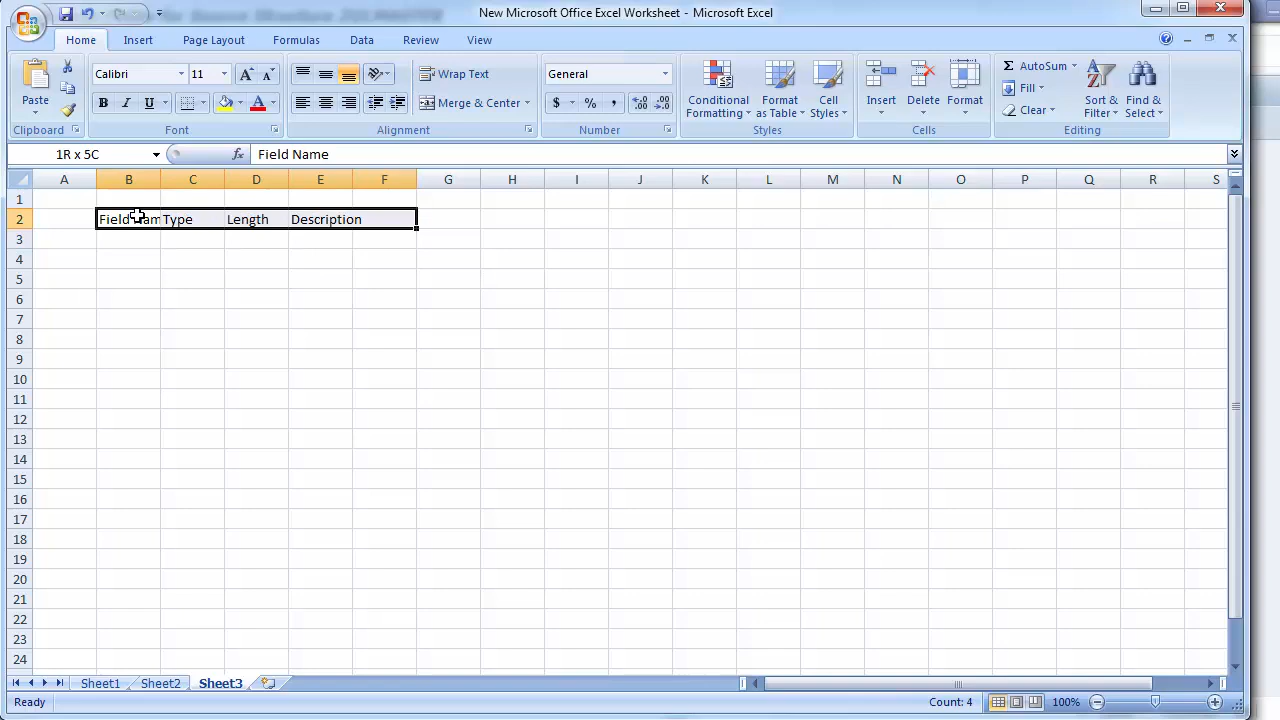 New Microsoft Office Excel Worksheet - Microsoft Excel
Home Insert Page Layout Formulas Data Review View
Paste
Clipboard
Calibri 11
B I U
Font
Wrap Text
Merge & Center
Alignment
General
$ % ,
Number
Conditional Formatting
Format as Table
Cell Styles
Styles
Insert Delete Format
Cells
Σ AutoSum
Fill
Clear
Sort & Filter
Find & Select
Editing
1R x 5C fx Field Name
A B C D E F G H I J K L M N O P Q R S
1
2 Field Nam Type Length Description
3
4
5
6
7
8
9
10
11
12
13
14
15
16
17
18
19
20
21
22
23
24
Sheet1 Sheet2 Sheet3
Ready Count: 4 100%